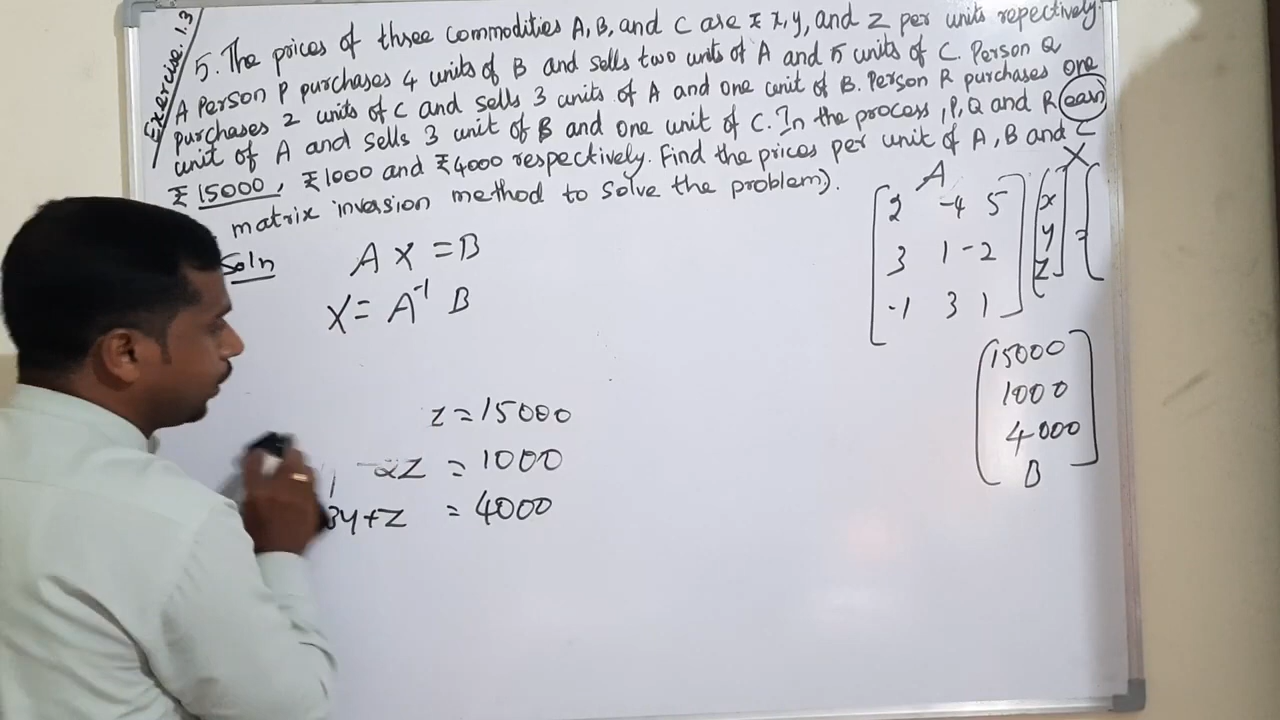 Exercise: 1.3
5. The prices of three commodities A, B, and C are ₹ x, y, and z per units repectively.
A Person P purchases 4 units of B and sells two units of A and 5 units of C. Person Q
purchases 2 units of C and sells 3 units of A and one unit of B. Person R purchases one
unit of A and sells 3 unit of B and one unit of C. In the process, P, Q and R earn
₹ 15000, ₹1000 and ₹4000 respectively. Find the prices per unit of A, B and C
matrix invasion method to solve the problem).
Soln
A X = B
X = A⁻¹ B
z = 15000
-2z = 1000
3y+z = 4000
A X
2 -4 5 x
3 1 -2 y =
-1 3 1 z
15000
1000
4000
B